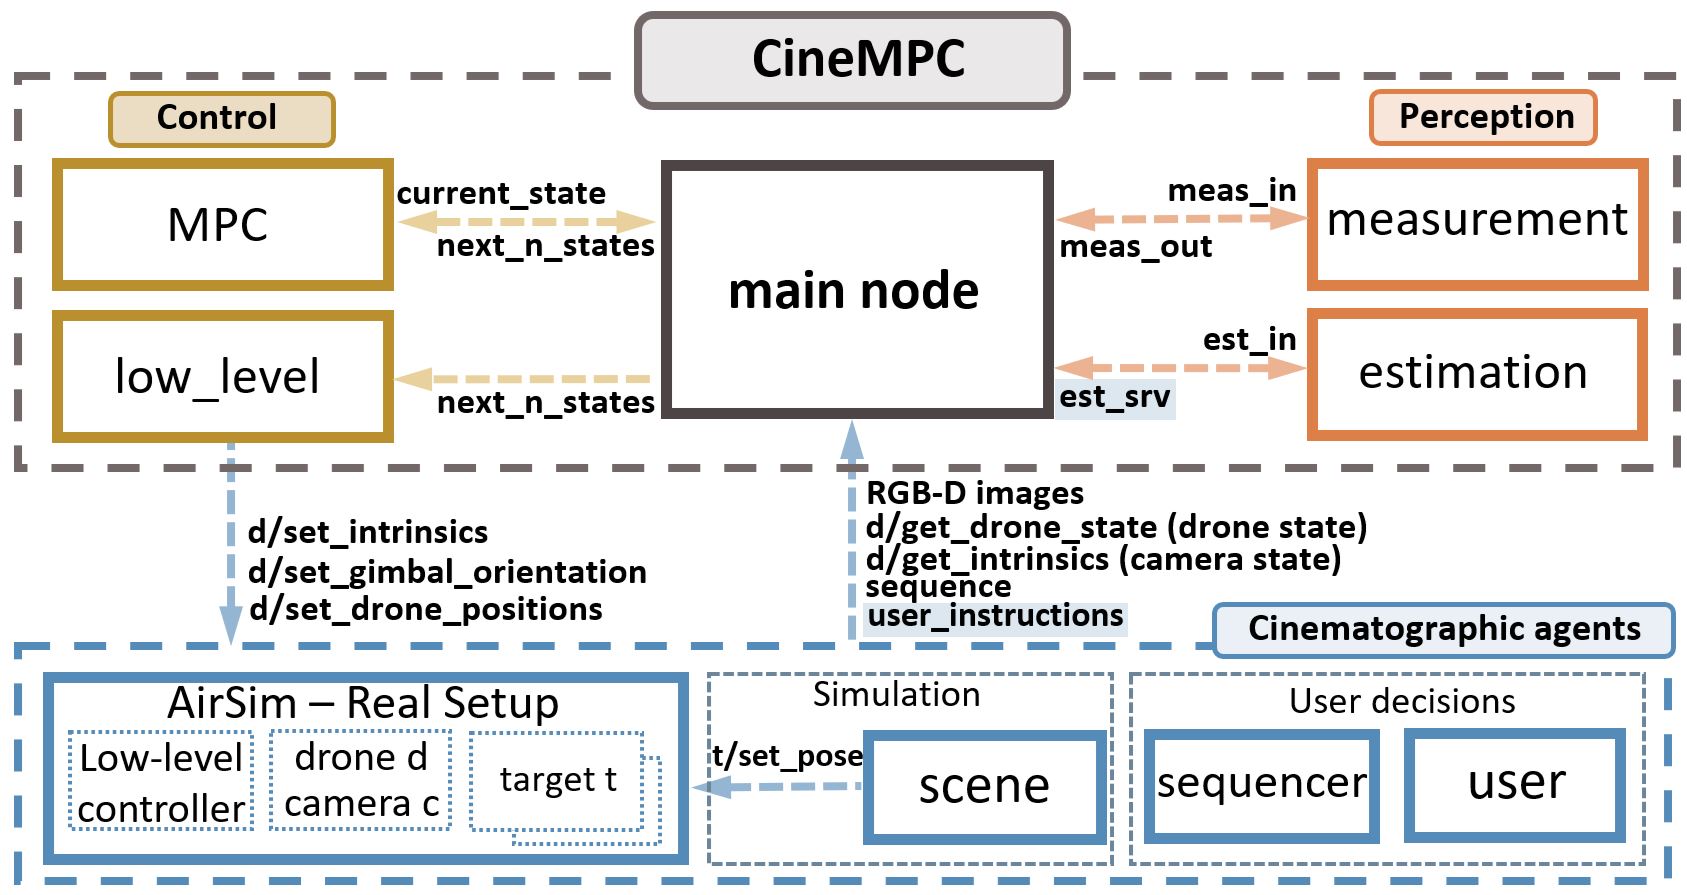 CineMPC
Control
Perception
MPC
current_state
next_n_states
main node
meas_in
meas_out
measurement
low_level
next_n_states
est_in
est_srv
estimation
d/set_intrinsics
d/set_gimbal_orientation
d/set_drone_positions
RGB-D images
d/get_drone_state (drone state)
d/get_intrinsics (camera state)
sequence
user_instructions
Cinematographic agents
AirSim – Real Setup
Low-level
controller
drone d
camera c
target t
Simulation
t/set_pose
scene
User decisions
sequencer
user